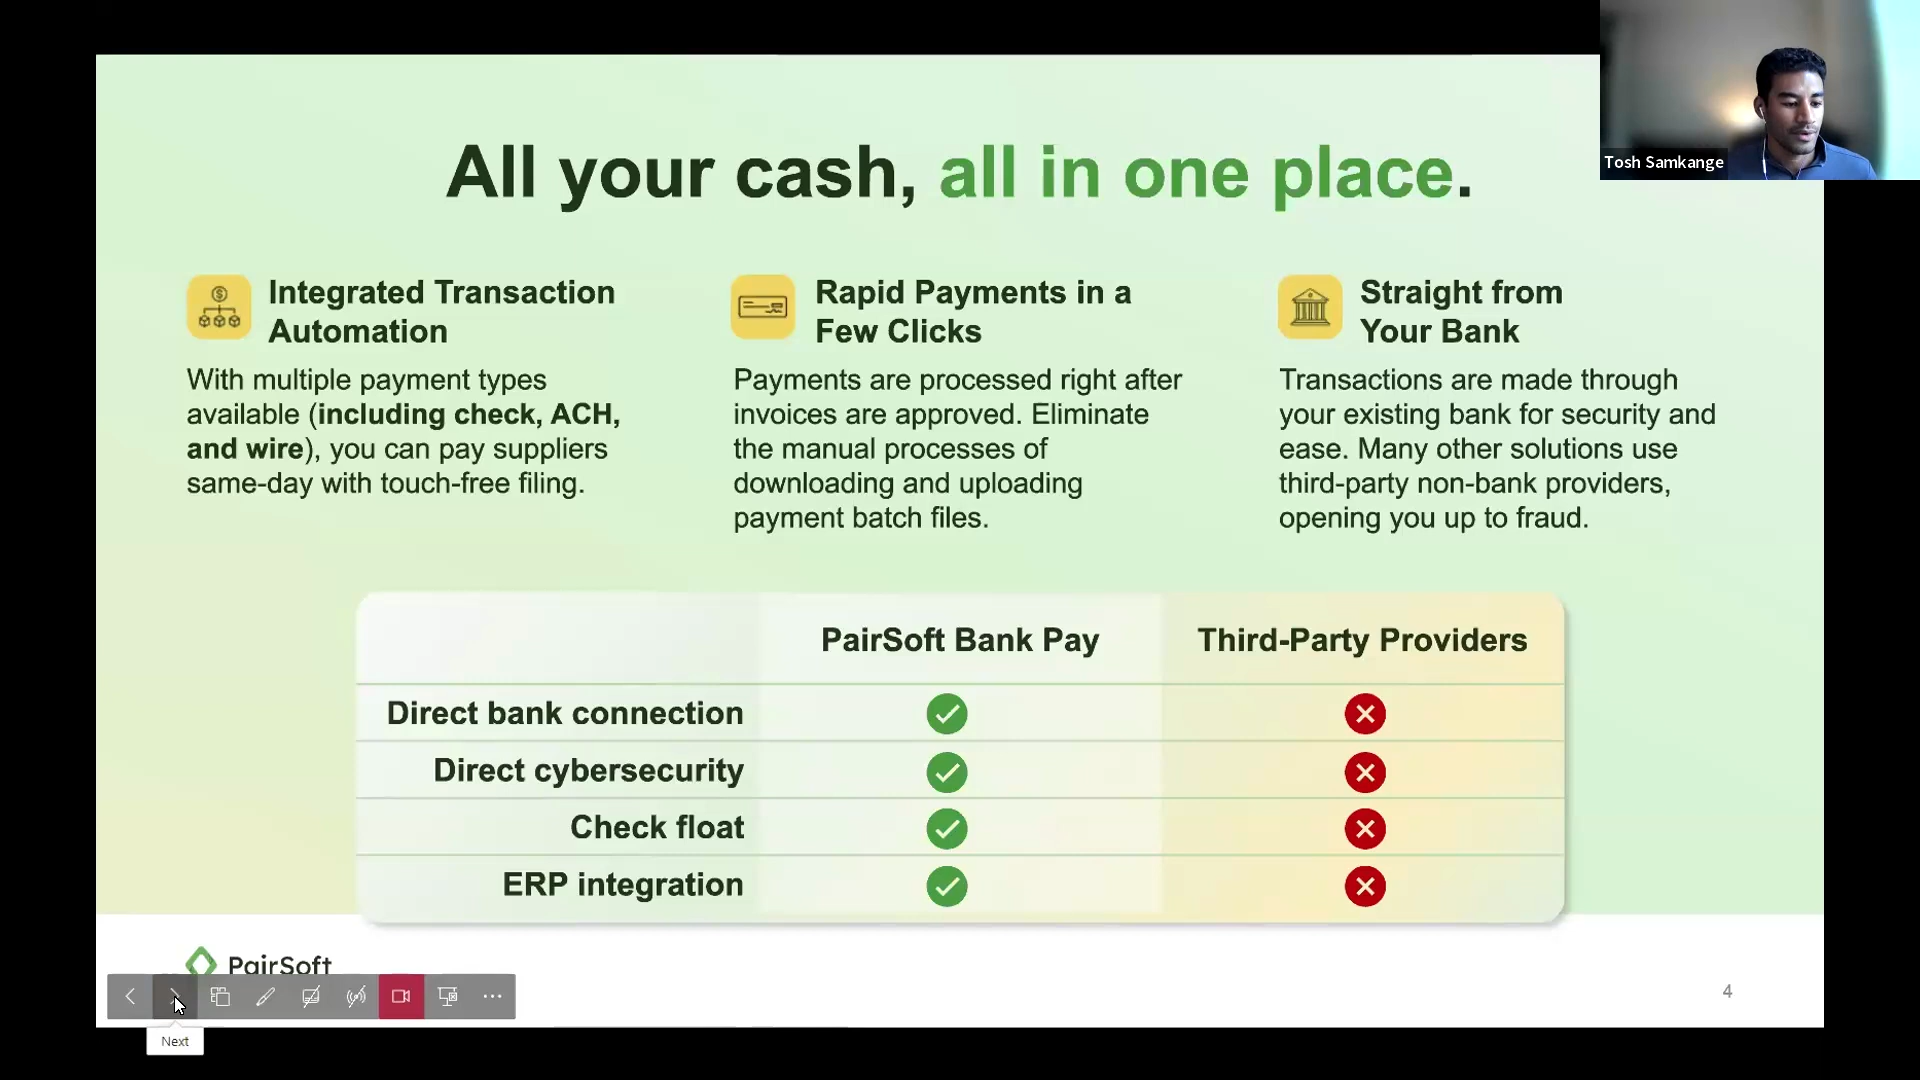 Tosh Samkange
All your cash, all in one place.
Integrated Transaction
Automation
With multiple payment types
available (including check, ACH,
and wire), you can pay suppliers
same-day with touch-free filing.
Rapid Payments in a
Few Clicks
Payments are processed right after
invoices are approved. Eliminate
the manual processes of
downloading and uploading
payment batch files.
Straight from
Your Bank
Transactions are made through
your existing bank for security and
ease. Many other solutions use
third-party non-bank providers,
opening you up to fraud.
PairSoft Bank Pay Third-Party Providers
Direct bank connection
Direct cybersecurity
Check float
ERP integration
PairSoft
4
Next